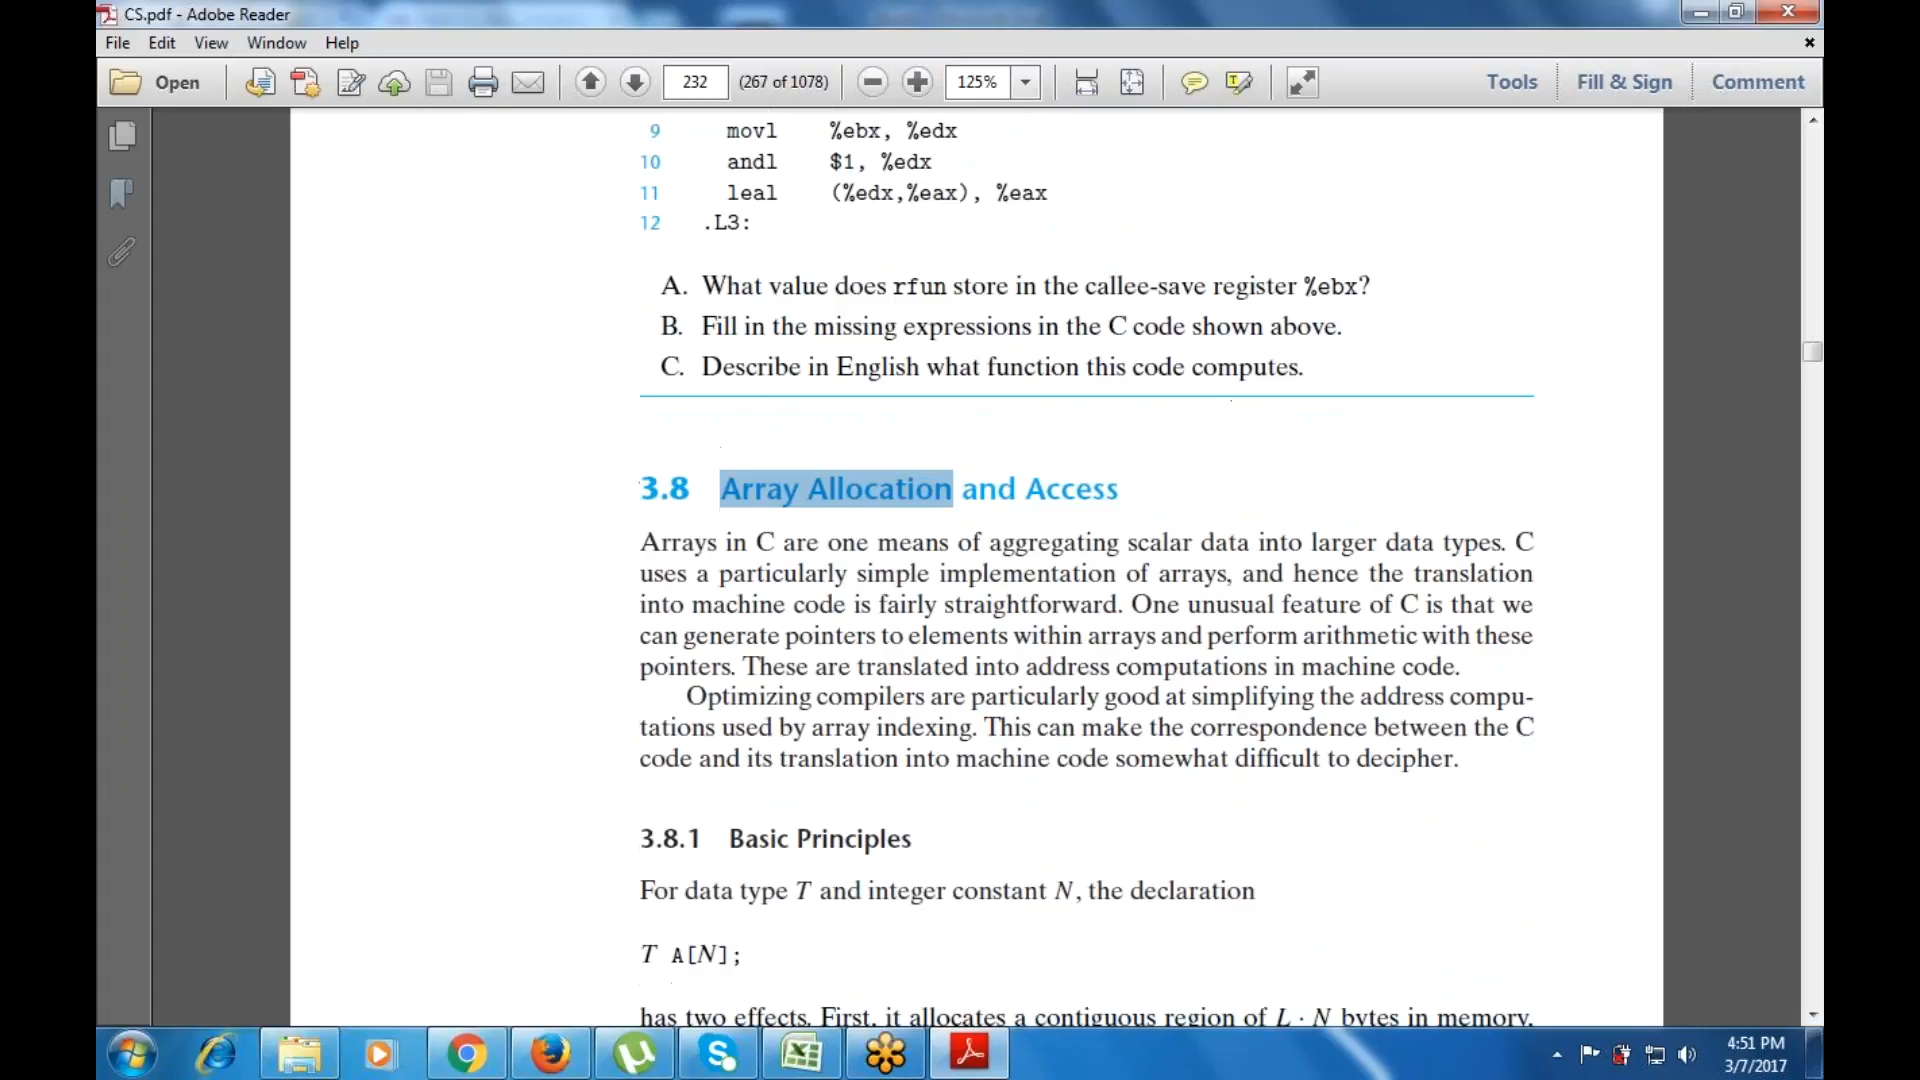 CS.pdf - Adobe Reader
File Edit View Window Help
Open 232 (267 of 1078) 125% Tools Fill & Sign Comment
9 movl %ebx, %edx
10 andl $1, %edx
11 leal (%edx,%eax), %eax
12 .L3:
A. What value does rfun store in the callee-save register %ebx?
B. Fill in the missing expressions in the C code shown above.
C. Describe in English what function this code computes.
3.8 Array Allocation and Access
Arrays in C are one means of aggregating scalar data into larger data types. C
uses a particularly simple implementation of arrays, and hence the translation
into machine code is fairly straightforward. One unusual feature of C is that we
can generate pointers to elements within arrays and perform arithmetic with these
pointers. These are translated into address computations in machine code.
Optimizing compilers are particularly good at simplifying the address compu-
tations used by array indexing. This can make the correspondence between the C
code and its translation into machine code somewhat difficult to decipher.
3.8.1 Basic Principles
For data type T and integer constant N, the declaration
T A[N];
has two effects. First, it allocates a contiguous region of L · N bytes in memory,
4:51 PM
3/7/2017